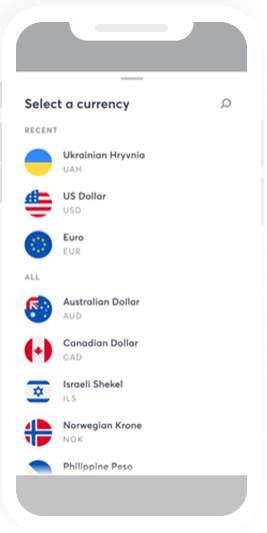 Select a currency
RECENT
Ukrainian Hryvnia
UAH
US Dollar
USD
Euro
EUR
ALL
Australian Dollar
AUD
Canadian Dollar
CAD
Israeli Shekel
ILS
Norwegian Krone
NOK
Philippine Peso